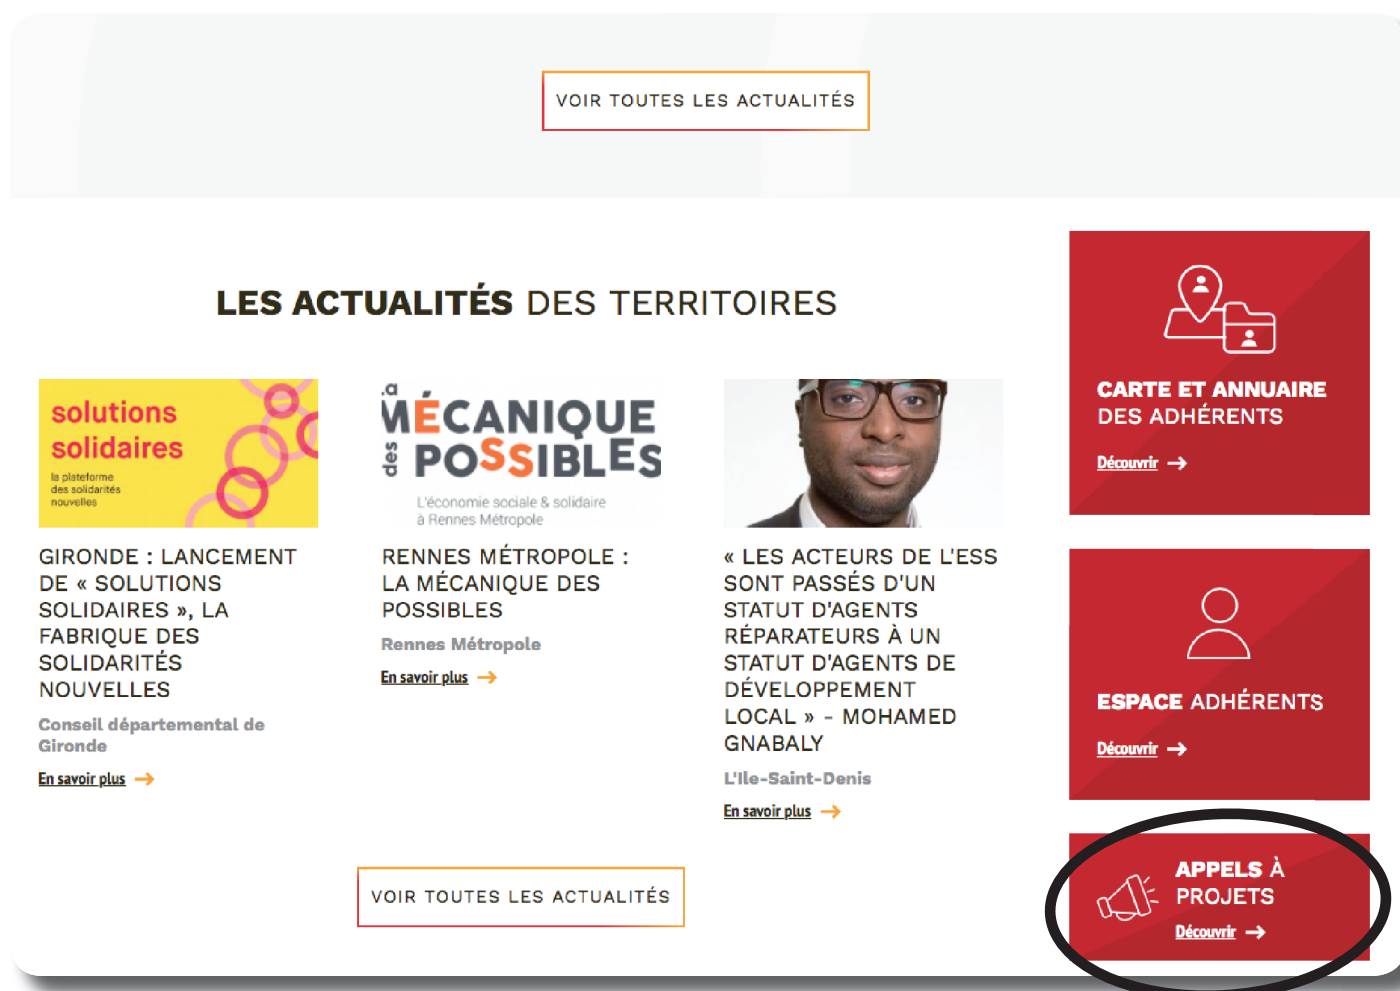 VOIR TOUTES LES ACTUALITÉS
LES ACTUALITÉS DES TERRITOIRES
solutions
solidaires
la plateforme
des solidarités
nouvelles
GIRONDE : LANCEMENT
DE « SOLUTIONS
SOLIDAIRES », LA
FABRIQUE DES
SOLIDARITÉS
NOUVELLES
Conseil départemental de
Gironde
En savoir plus
la
MÉCANIQUE
des POSSIBLES
L'économie sociale & solidaire
à Rennes Métropole
RENNES MÉTROPOLE :
LA MÉCANIQUE DES
POSSIBLES
Rennes Métropole
En savoir plus
« LES ACTEURS DE L'ESS
SONT PASSÉS D'UN
STATUT D'AGENTS
RÉPARATEURS À UN
STATUT D'AGENTS DE
DÉVELOPPEMENT
LOCAL » - MOHAMED
GNABALY
L'Ile-Saint-Denis
En savoir plus
VOIR TOUTES LES ACTUALITÉS
CARTE ET ANNUAIRE
DES ADHÉRENTS
Découvrir
ESPACE ADHÉRENTS
Découvrir
APPELS À
PROJETS
Découvrir